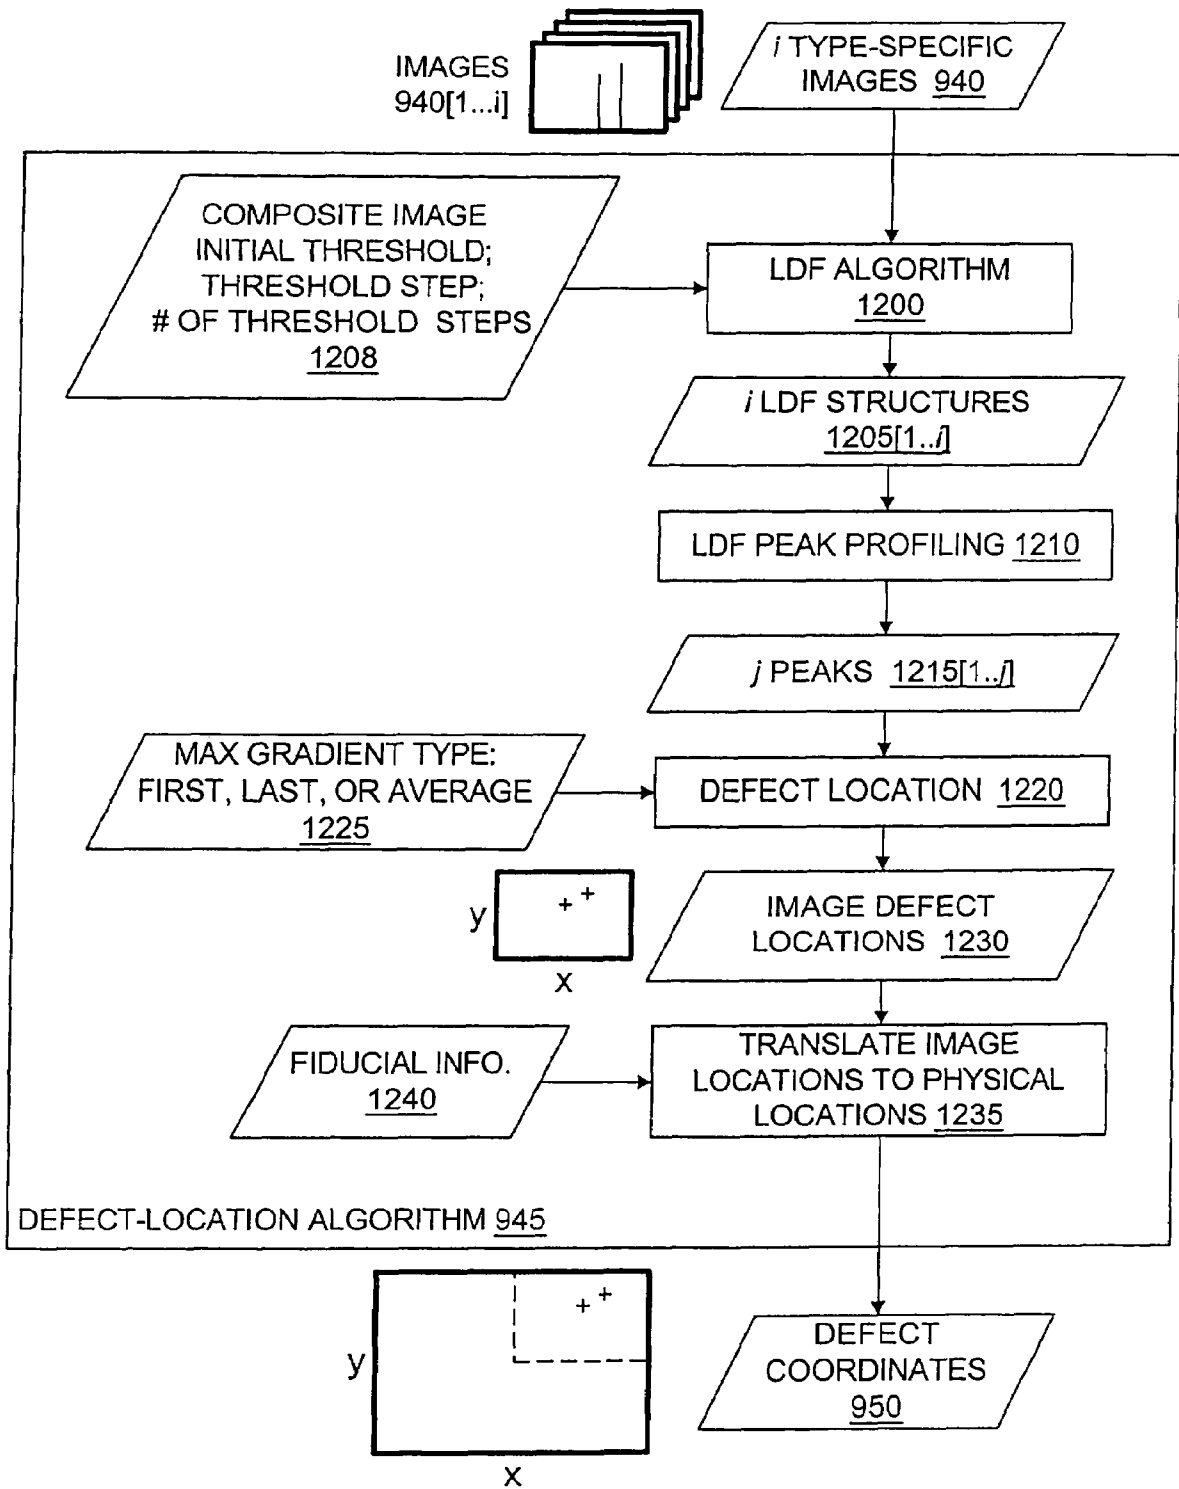 IMAGES
940[1...i]
i TYPE-SPECIFIC
IMAGES 940
COMPOSITE IMAGE
INITIAL THRESHOLD;
THRESHOLD STEP;
# OF THRESHOLD STEPS
1208
LDF ALGORITHM
1200
i LDF STRUCTURES
1205[1..i]
LDF PEAK PROFILING 1210
j PEAKS 1215[1..j]
MAX GRADIENT TYPE:
FIRST, LAST, OR AVERAGE
1225
DEFECT LOCATION 1220
y
x
IMAGE DEFECT
LOCATIONS 1230
FIDUCIAL INFO.
1240
TRANSLATE IMAGE
LOCATIONS TO PHYSICAL
LOCATIONS 1235
DEFECT-LOCATION ALGORITHM 945
y
x
DEFECT
COORDINATES
950